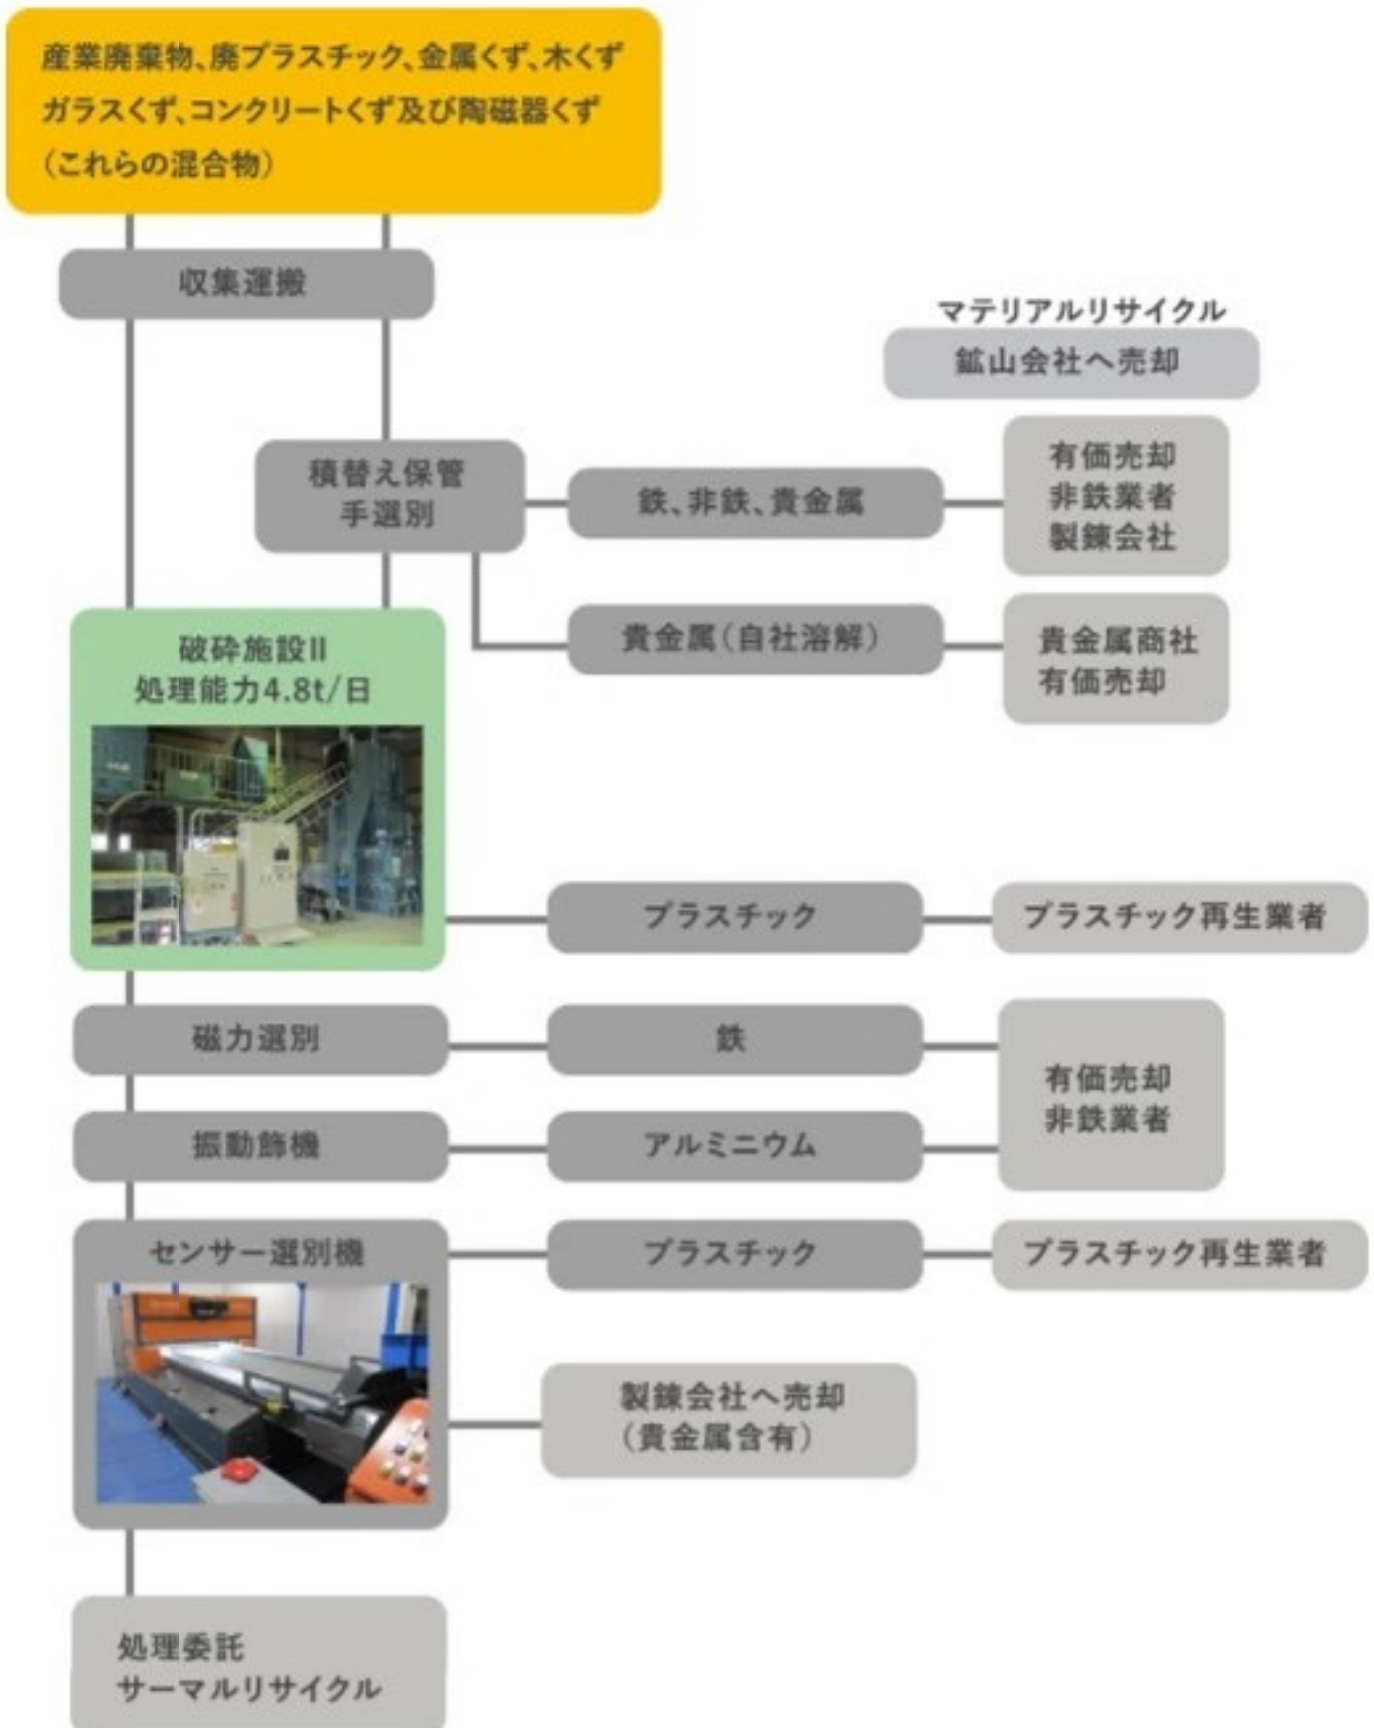 産業廃棄物、廃プラスチック、金属くず、木くず
ガラスくず、コンクリートくず及び陶磁器くず
（これらの混合物）
収集運搬
マテリアルリサイクル
鉱山会社へ売却
積替え保管
手選別
鉄、非鉄、貴金属
有価売却
非鉄業者
製錬会社
貴金属（自社溶解）
貴金属商社
有価売却
破砕施設II
処理能力4.8t/日
プラスチック
プラスチック再生業者
磁力選別
鉄
有価売却
非鉄業者
振動飾機
アルミニウム
センサー選別機
プラスチック
プラスチック再生業者
製錬会社へ売却
（貴金属含有）
処理委託
サーマルリサイクル